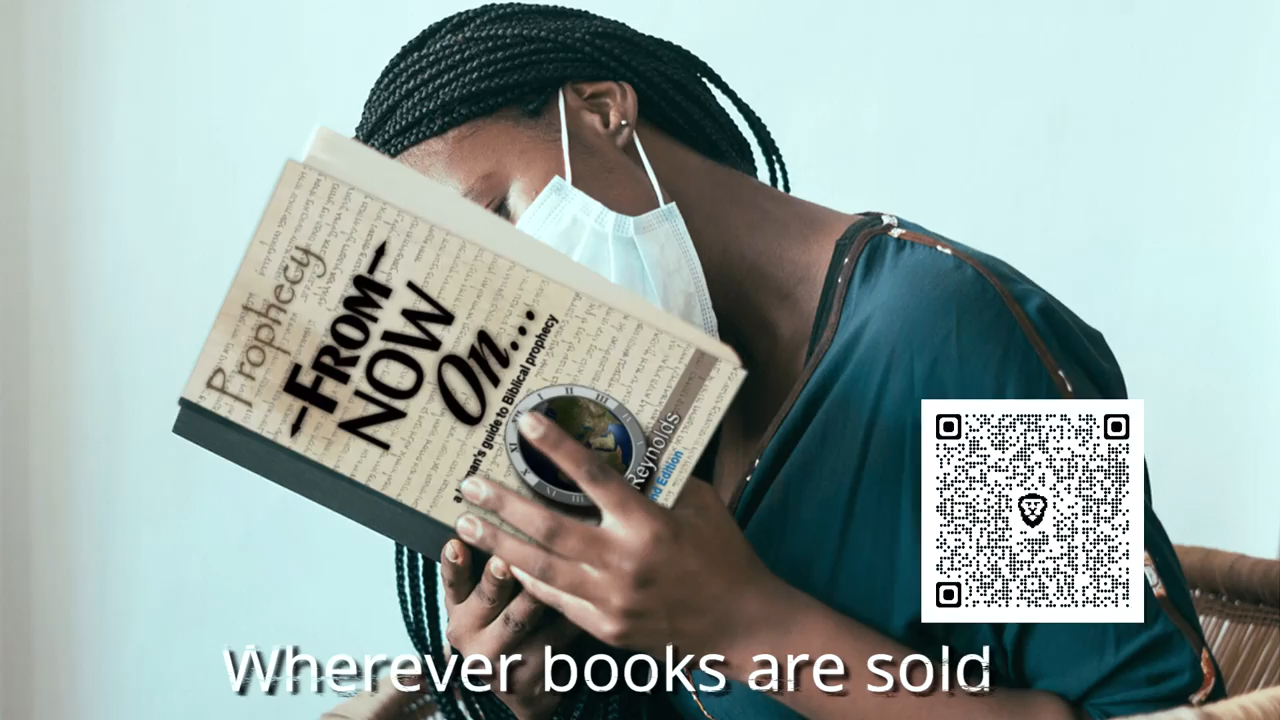 Prophecy
FROM
NOW
On...
a guide to Biblical prophecy
Reynolds
Edition
Wherever books are sold